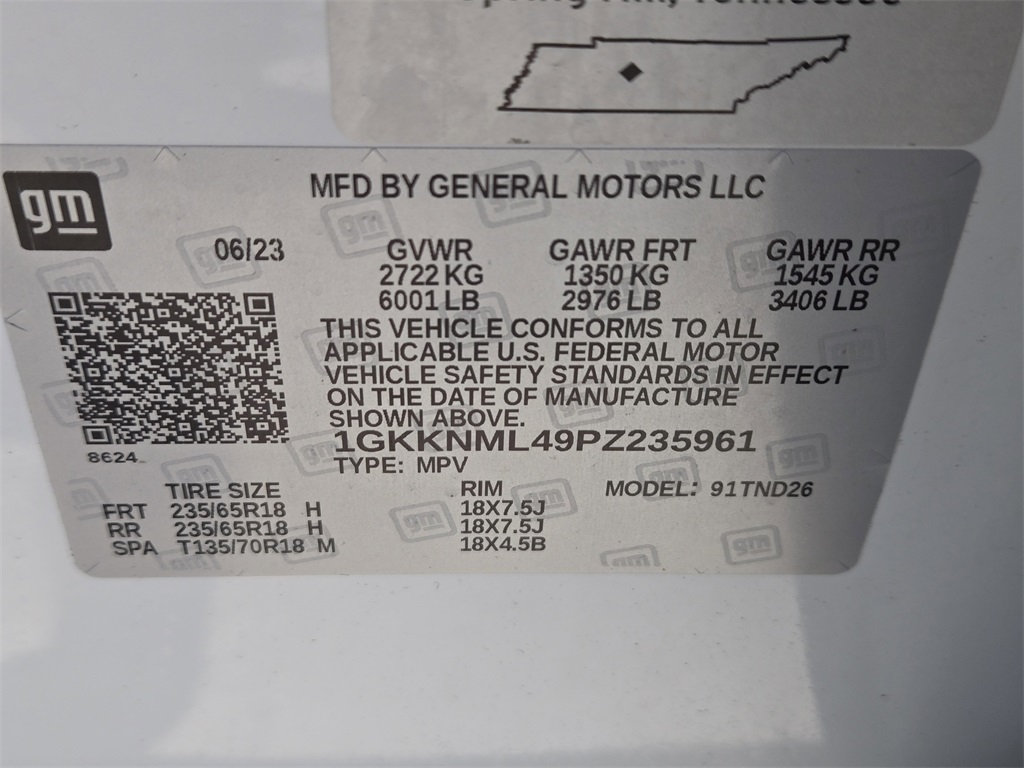 Spring Hill, Tennessee
gm
MFD BY GENERAL MOTORS LLC
06/23 GVWR GAWR FRT GAWR RR
2722 KG 1350 KG 1545 KG
6001 LB 2976 LB 3406 LB
THIS VEHICLE CONFORMS TO ALL
APPLICABLE U.S. FEDERAL MOTOR
VEHICLE SAFETY STANDARDS IN EFFECT
ON THE DATE OF MANUFACTURE
SHOWN ABOVE.
1GKKNML49PZ235961
8624
TYPE: MPV
TIRE SIZE RIM MODEL: 91TND26
FRT 235/65R18 H 18X7.5J
RR 235/65R18 H 18X7.5J
SPA T135/70R18 M 18X4.5B